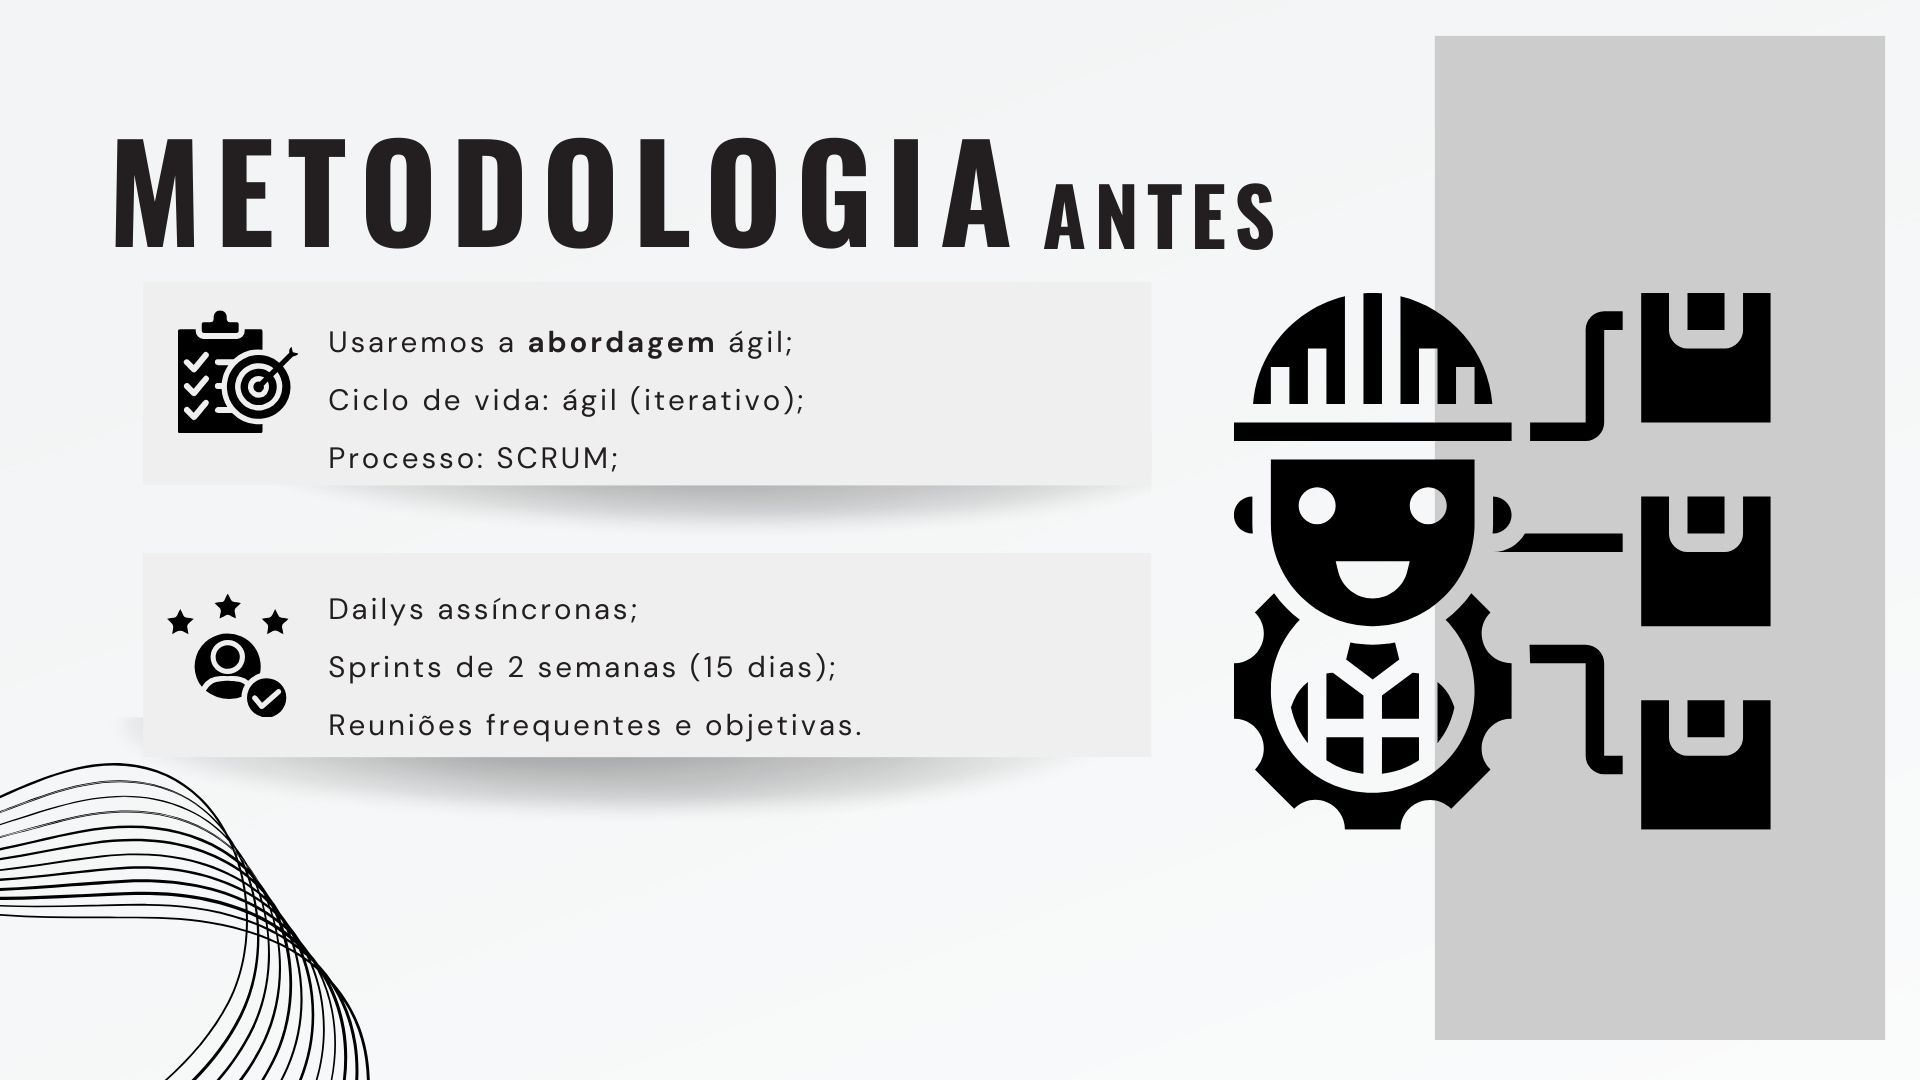 METODOLOGIA ANTES
Usaremos a abordagem ágil;
Ciclo de vida: ágil (iterativo);
Processo: SCRUM;
Dailys assíncronas;
Sprints de 2 semanas (15 dias);
Reuniões frequentes e objetivas.